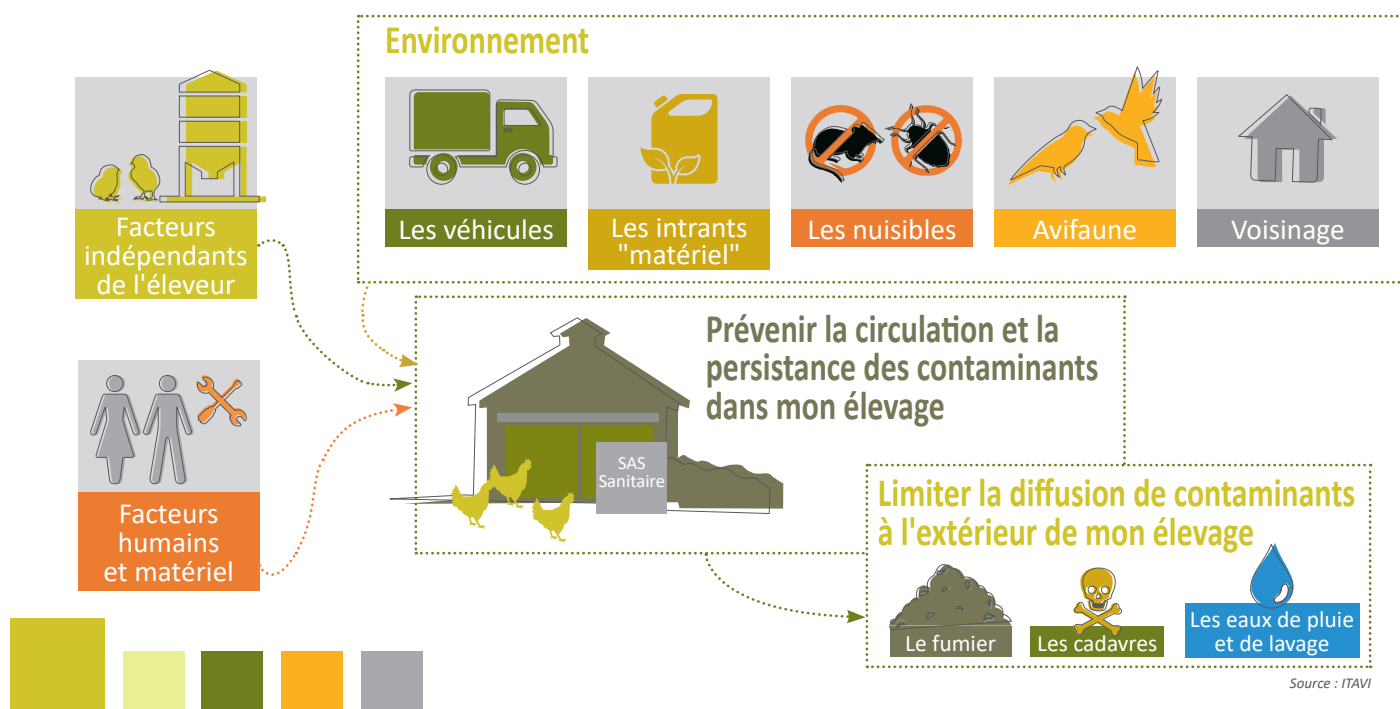 Environnement
Les véhicules
Les intrants
"matériel"
Les nuisibles
Avifaune
Voisinage
Facteurs
indépendants
de l'éleveur
Facteurs
humains
et matériel
Prévenir la circulation et la
persistance des contaminants
dans mon élevage
SAS
Sanitaire
Limiter la diffusion de contaminants
à l'extérieur de mon élevage
Le fumier
Les cadavres
Les eaux de pluie
et de lavage
Source : ITAVI